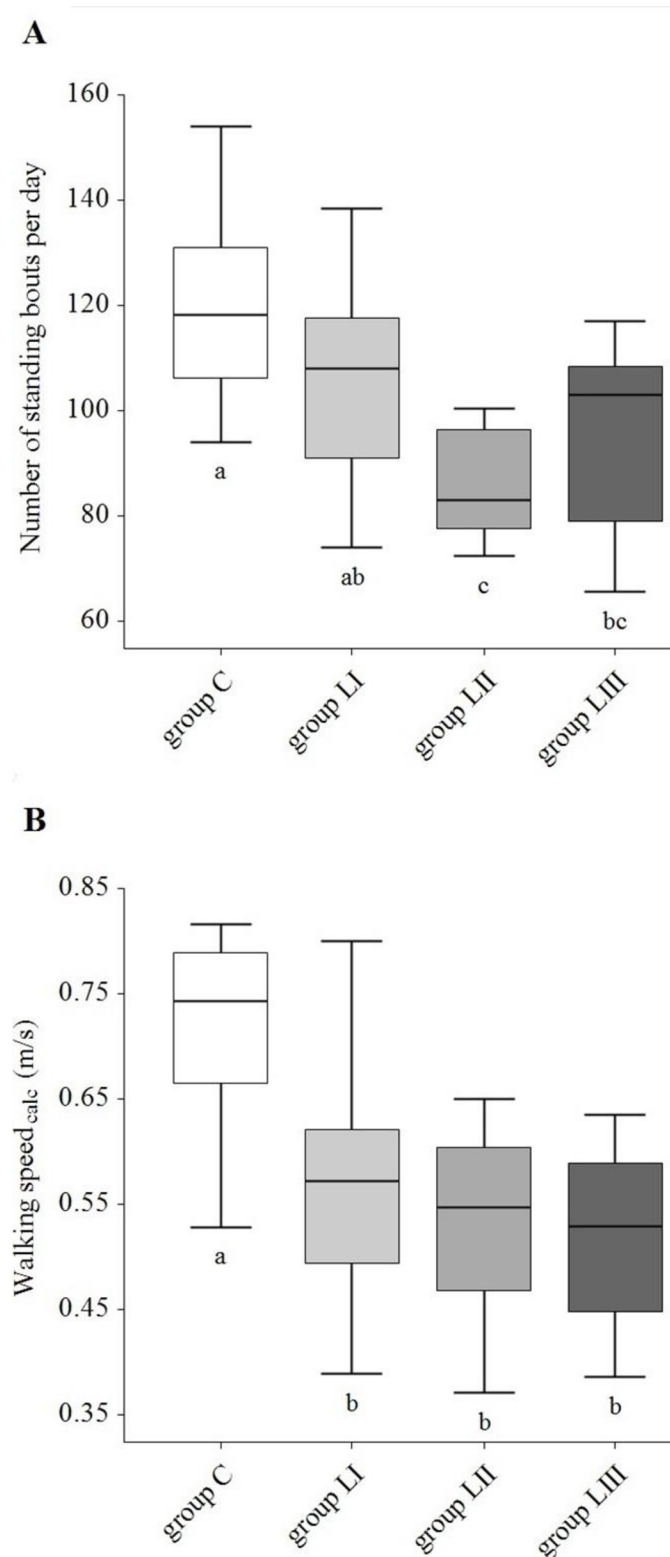 A
Number of standing bouts per day
160
140
120
100
80
60
a
ab
c
bc
group C
group LI
group LII
group LIII
B
Walking speedcalc (m/s)
0.85
0.75
0.65
0.55
0.45
0.35
a
b
b
b
group C
group LI
group LII
group LIII